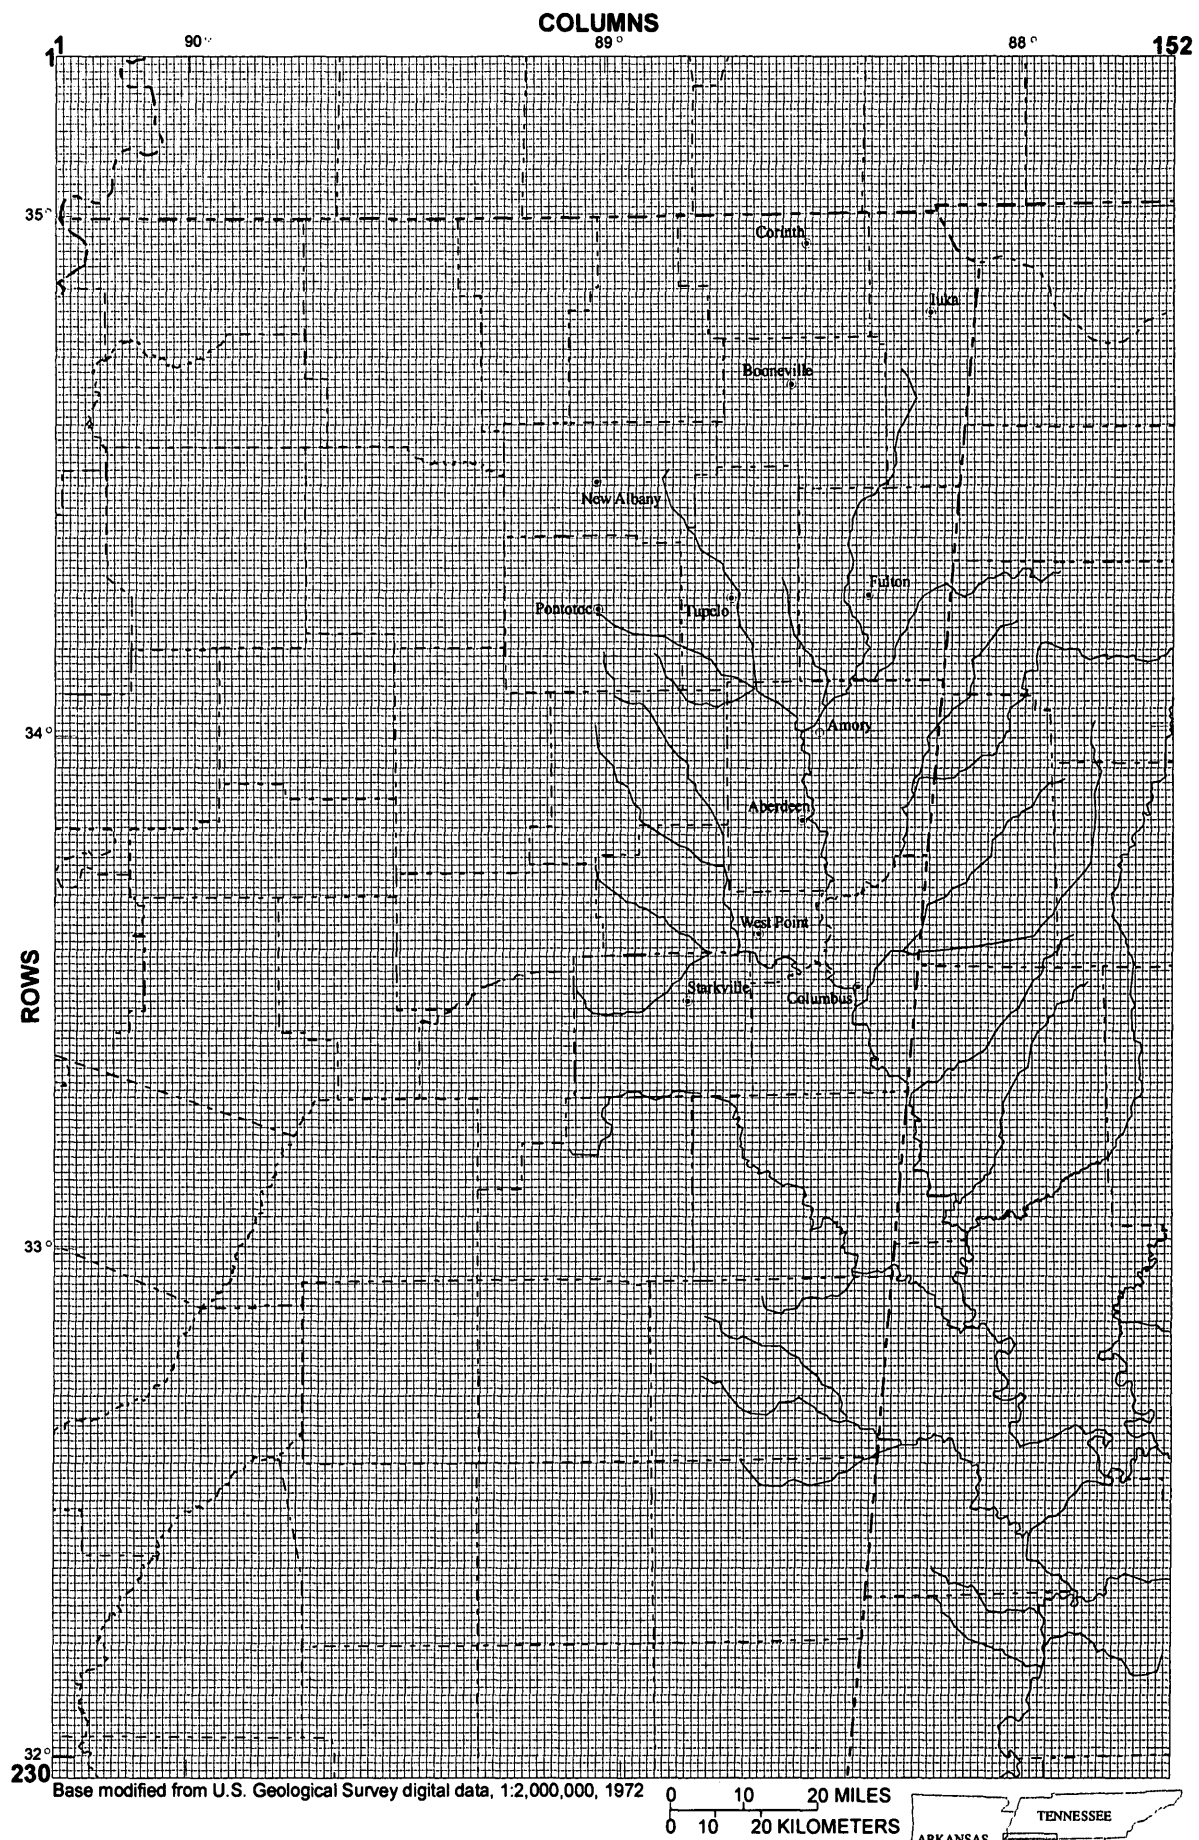 COLUMNS
1 90° 89° 88° 152
35°
Corinth
Iuka
Booneville
New Albany
Fulton
Pontotoc Tupelo
34°
Amory
Aberdeen
West Point
ROWS
Starkville
Columbus
33°
32°
230
Base modified from U.S. Geological Survey digital data, 1:2,000,000, 1972
0 10 20 MILES
0 10 20 KILOMETERS
TENNESSEE
ARKANSAS